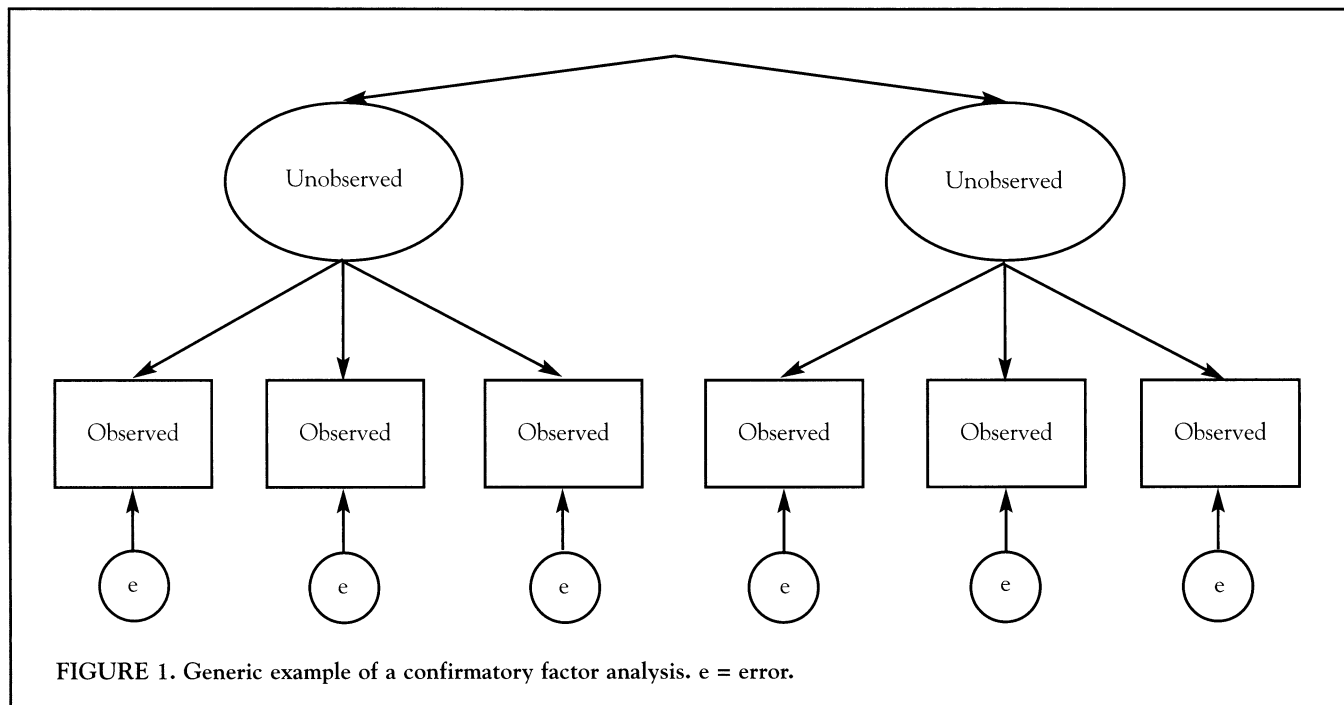 Unobserved Unobserved
Observed Observed Observed Observed Observed Observed
e e e e e e
FIGURE 1. Generic example of a confirmatory factor analysis. e = error.